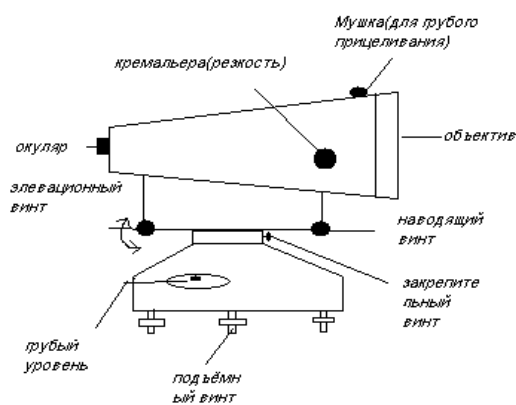 Мушка(для грубого
прицеливания)
кремальера(резкость)
объектив
окуляр
элевационный
винт
наводящий
винт
закрепите
льный
винт
грубый
уровень
подъёмн
ый винт